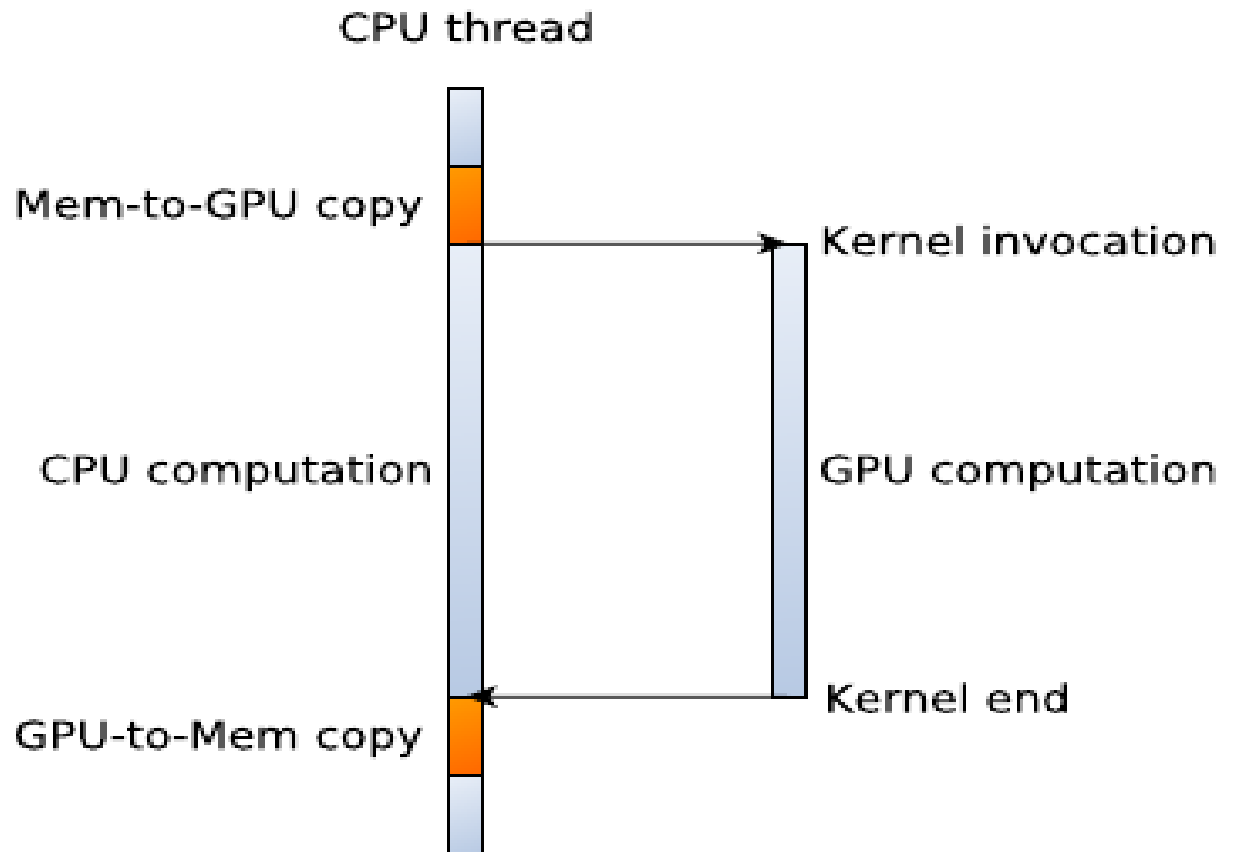 CPU thread
Mem-to-GPU copy
Kernel invocation
CPU computation
GPU computation
Kernel end
GPU-to-Mem copy